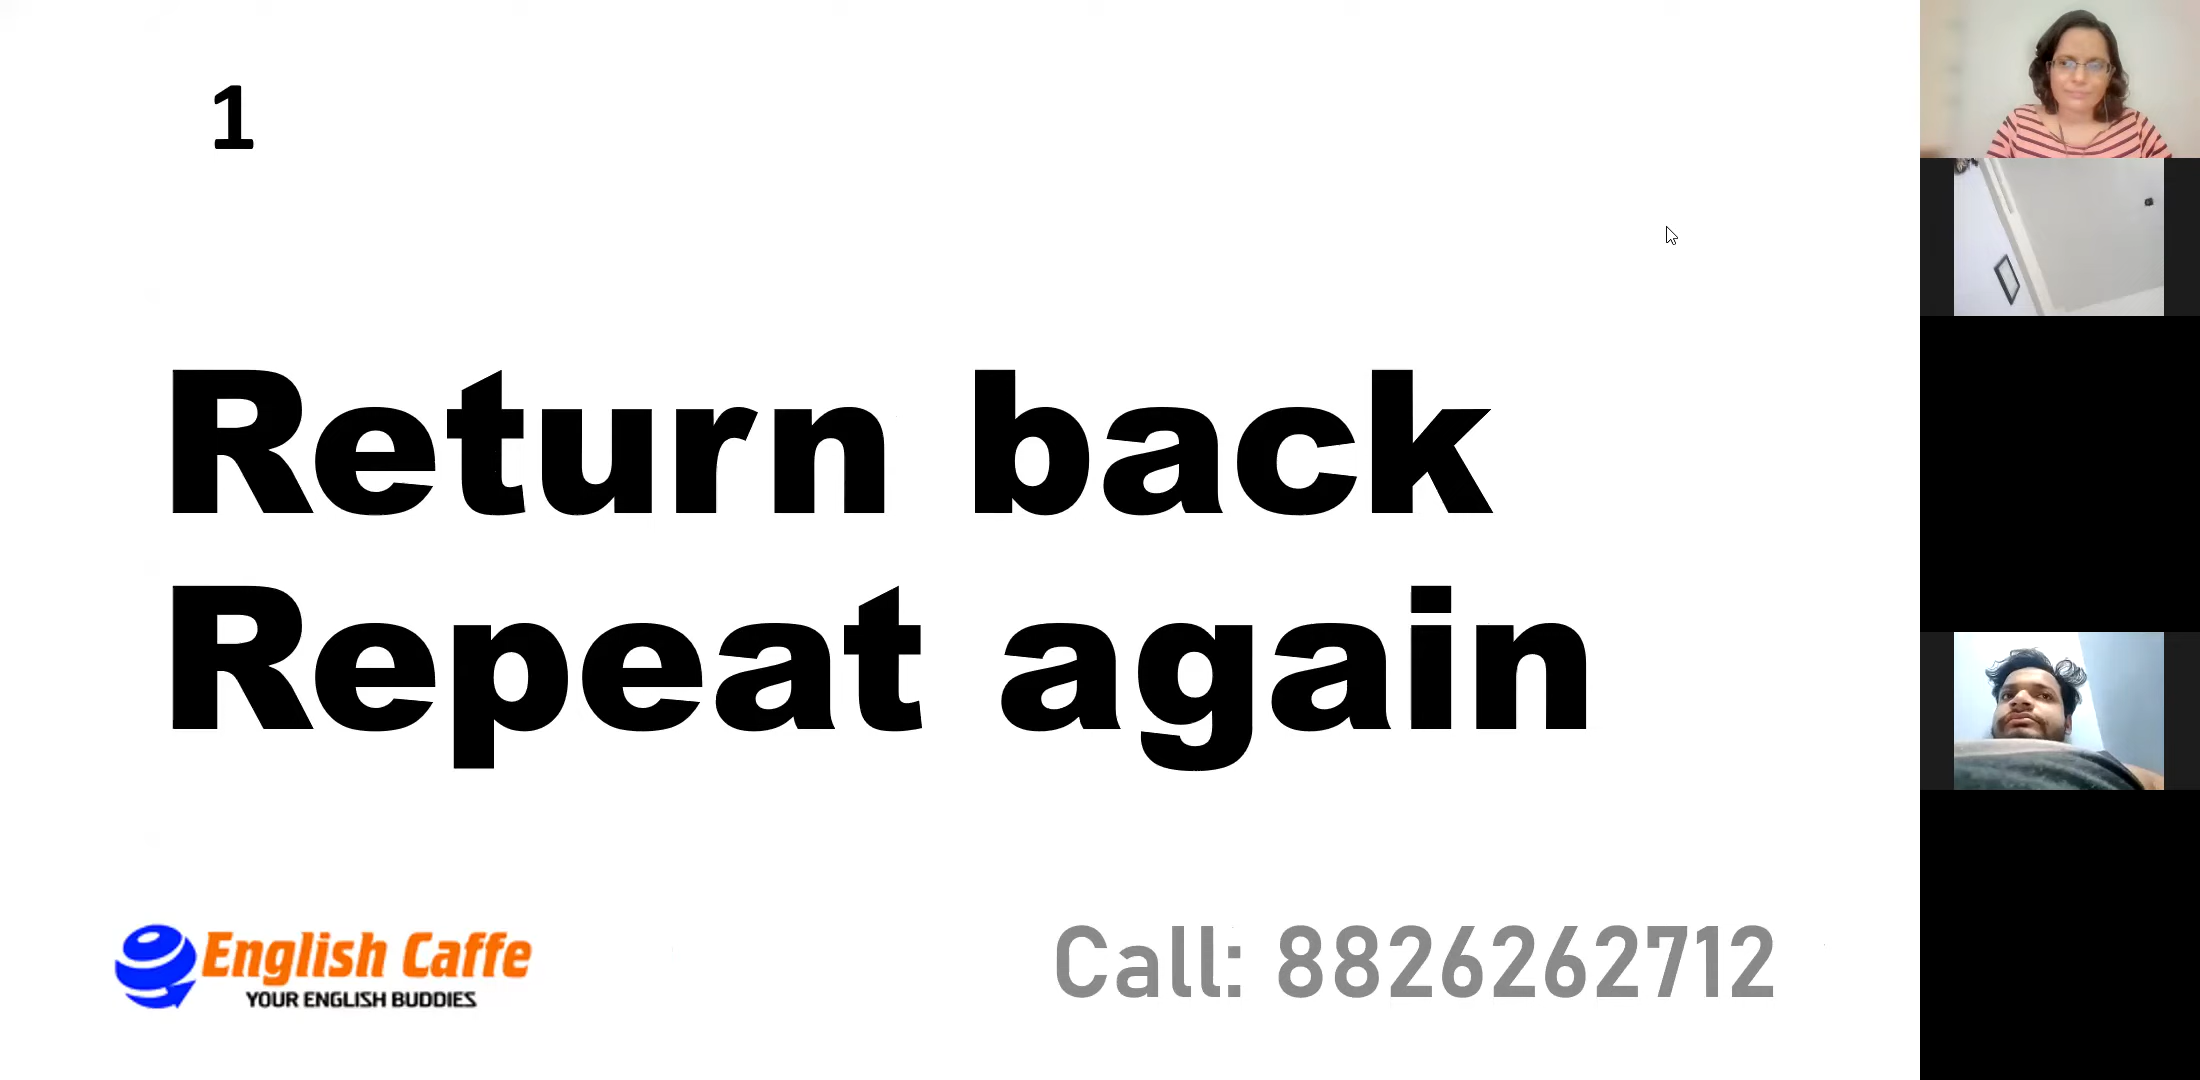 1
Return back
Repeat again
English Caffe
YOUR ENGLISH BUDDIES
Call: 8826262712